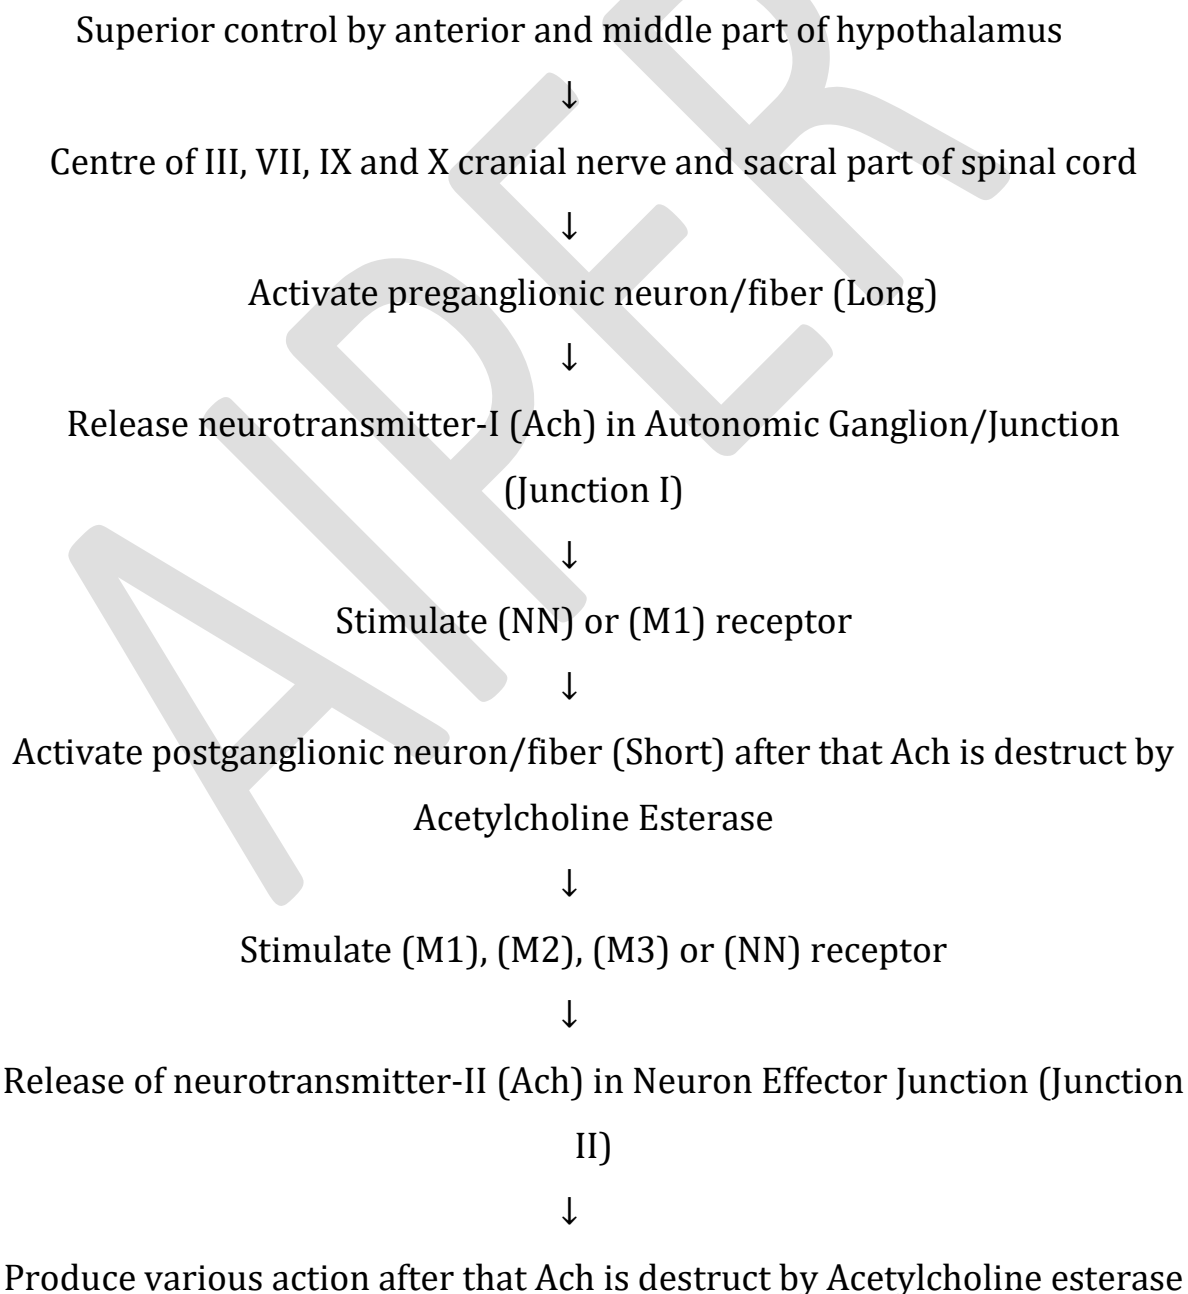 Superior control by anterior and middle part of hypothalamus
↓
Centre of III, VII, IX and X cranial nerve and sacral part of spinal cord
↓
Activate preganglionic neuron/fiber (Long)
↓
Release neurotransmitter-I (Ach) in Autonomic Ganglion/Junction
(Junction I)
↓
Stimulate (NN) or (M1) receptor
↓
Activate postganglionic neuron/fiber (Short) after that Ach is destruct by
Acetylcholine Esterase
↓
Stimulate (M1), (M2), (M3) or (NN) receptor
↓
Release of neurotransmitter-II (Ach) in Neuron Effector Junction (Junction
II)
↓
Produce various action after that Ach is destruct by Acetylcholine esterase
AIPER